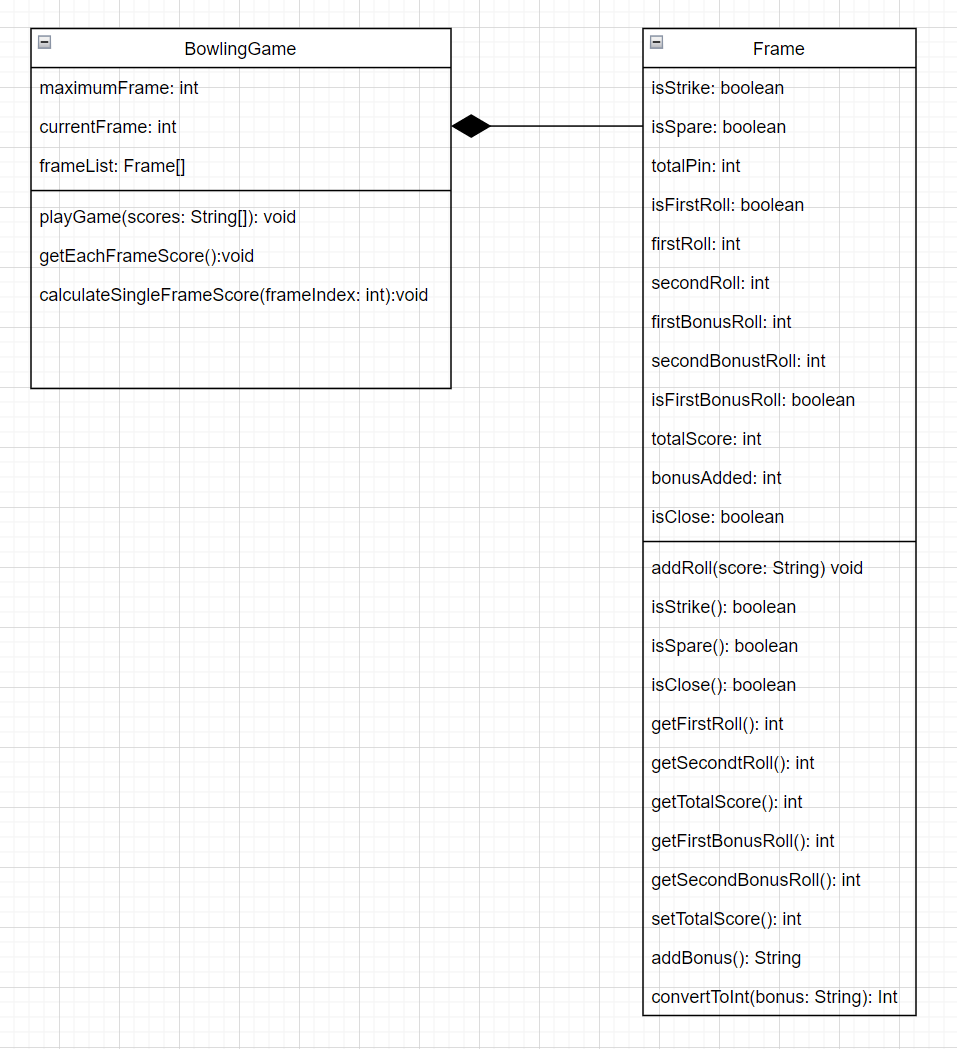 BowlingGame
maximumFrame: int
currentFrame: int
frameList: Frame[]
playGame(scores: String[]): void
getEachFrameScore():void
calculateSingleFrameScore(frameIndex: int):void
Frame
isStrike: boolean
isSpare: boolean
totalPin: int
isFirstRoll: boolean
firstRoll: int
secondRoll: int
firstBonusRoll: int
secondBonustRoll: int
isFirstBonusRoll: boolean
totalScore: int
bonusAdded: int
isClose: boolean
addRoll(score: String) void
isStrike(): boolean
isSpare(): boolean
isClose(): boolean
getFirstRoll(): int
getSecondtRoll(): int
getTotalScore(): int
getFirstBonusRoll(): int
getSecondBonusRoll(): int
setTotalScore(): int
addBonus(): String
convertToInt(bonus: String): Int